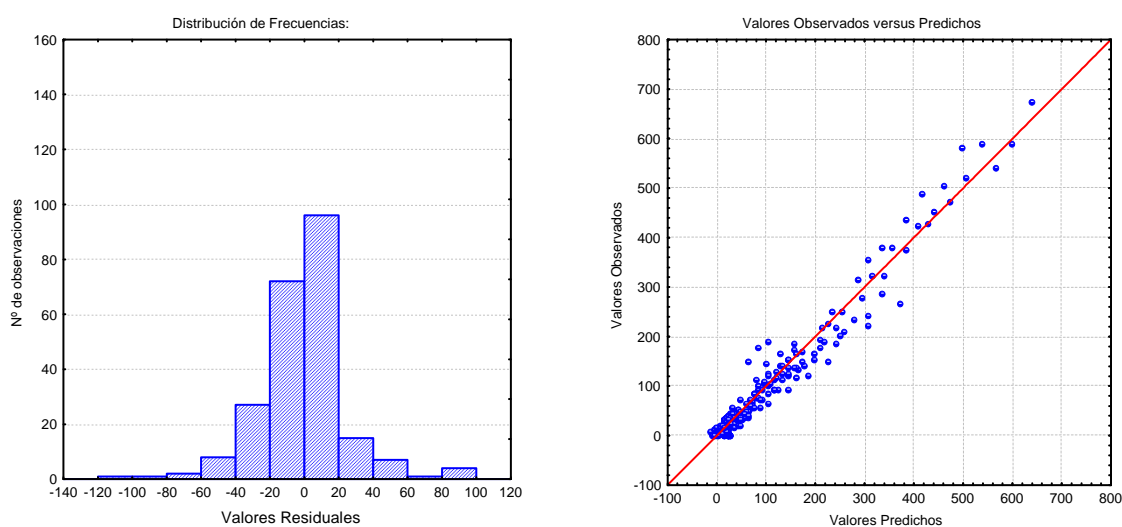 Distribución de Frecuencias:
160
140
120
100
80
60
40
20
0
Nº de observaciones
-140 -120 -100 -80 -60 -40 -20 0 20 40 60 80 100 120
Valores Residuales
Valores Observados versus Predichos
800
700
600
500
400
300
200
100
0
-100
Valores Observados
-100 0 100 200 300 400 500 600 700 800
Valores Predichos